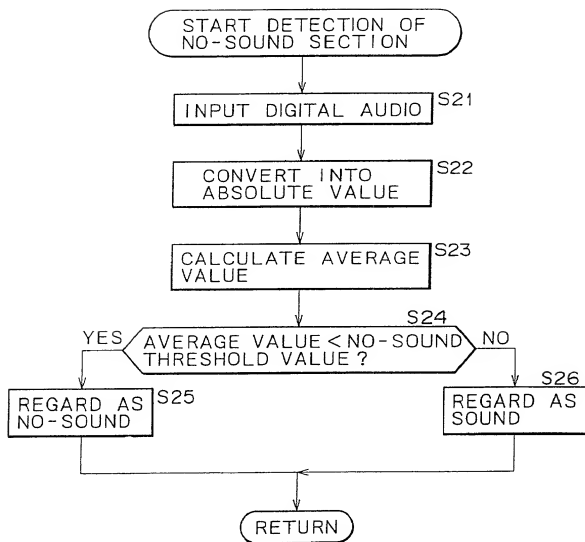 START DETECTION OF
NO-SOUND SECTION
INPUT DIGITAL AUDIO
S21
CONVERT INTO
ABSOLUTE VALUE
S22
CALCULATE AVERAGE
VALUE
S23
S24
AVERAGE VALUE < NO-SOUND
THRESHOLD VALUE ?
YES
NO
REGARD AS
NO-SOUND
S25
S26
REGARD AS
SOUND
RETURN